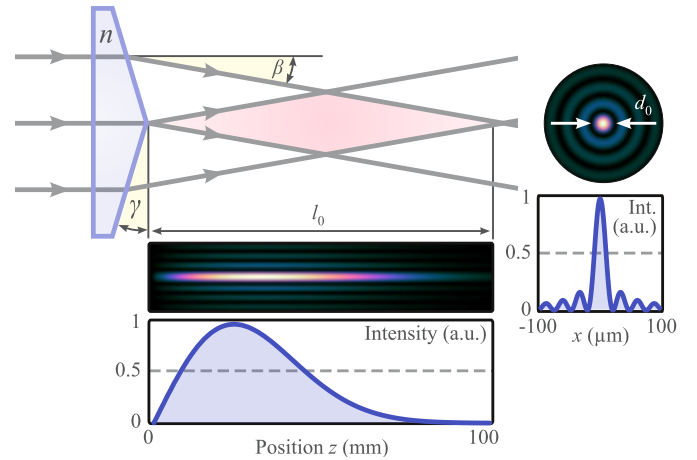 n
β
d₀
γ
l₀
1
Int.
(a.u.)
0.5
0
-100
100
x (µm)
1
Intensity (a.u.)
0.5
0
0
100
Position z (mm)